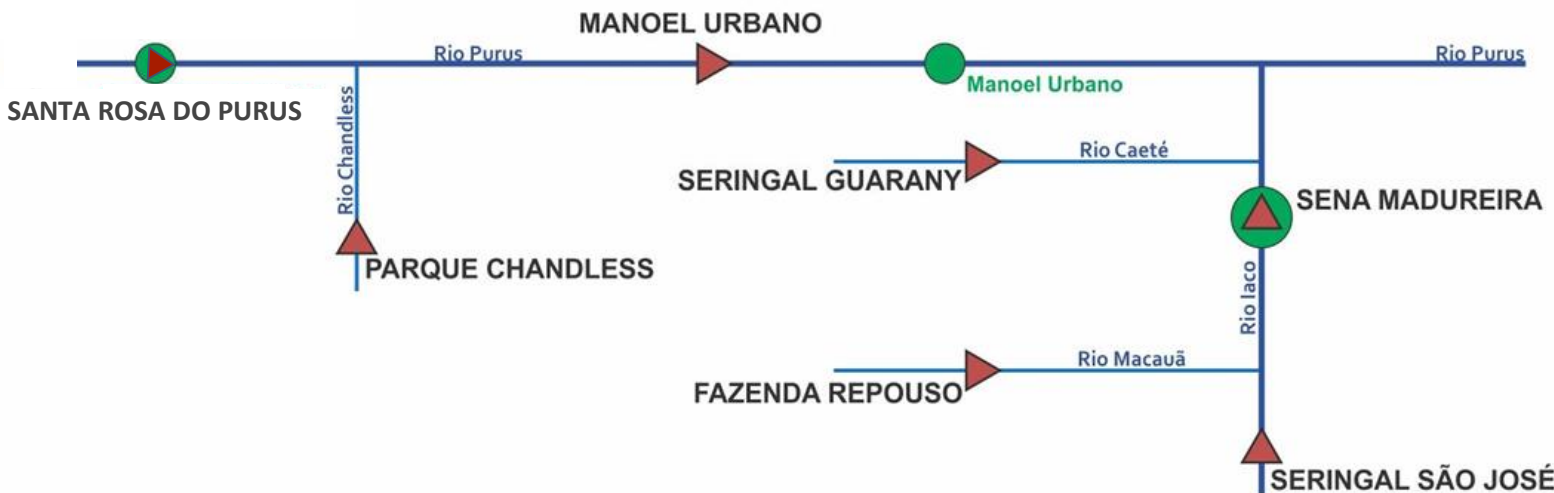 MANOEL URBANO
Rio Purus
Rio Purus
Manoel Urbano
SANTA ROSA DO PURUS
Rio Chandless
Rio Caeté
SERINGAL GUARANY
SENA MADUREIRA
PARQUE CHANDLESS
Rio Iaco
Rio Macauã
FAZENDA REPOUSO
SERINGAL SÃO JOSÉ